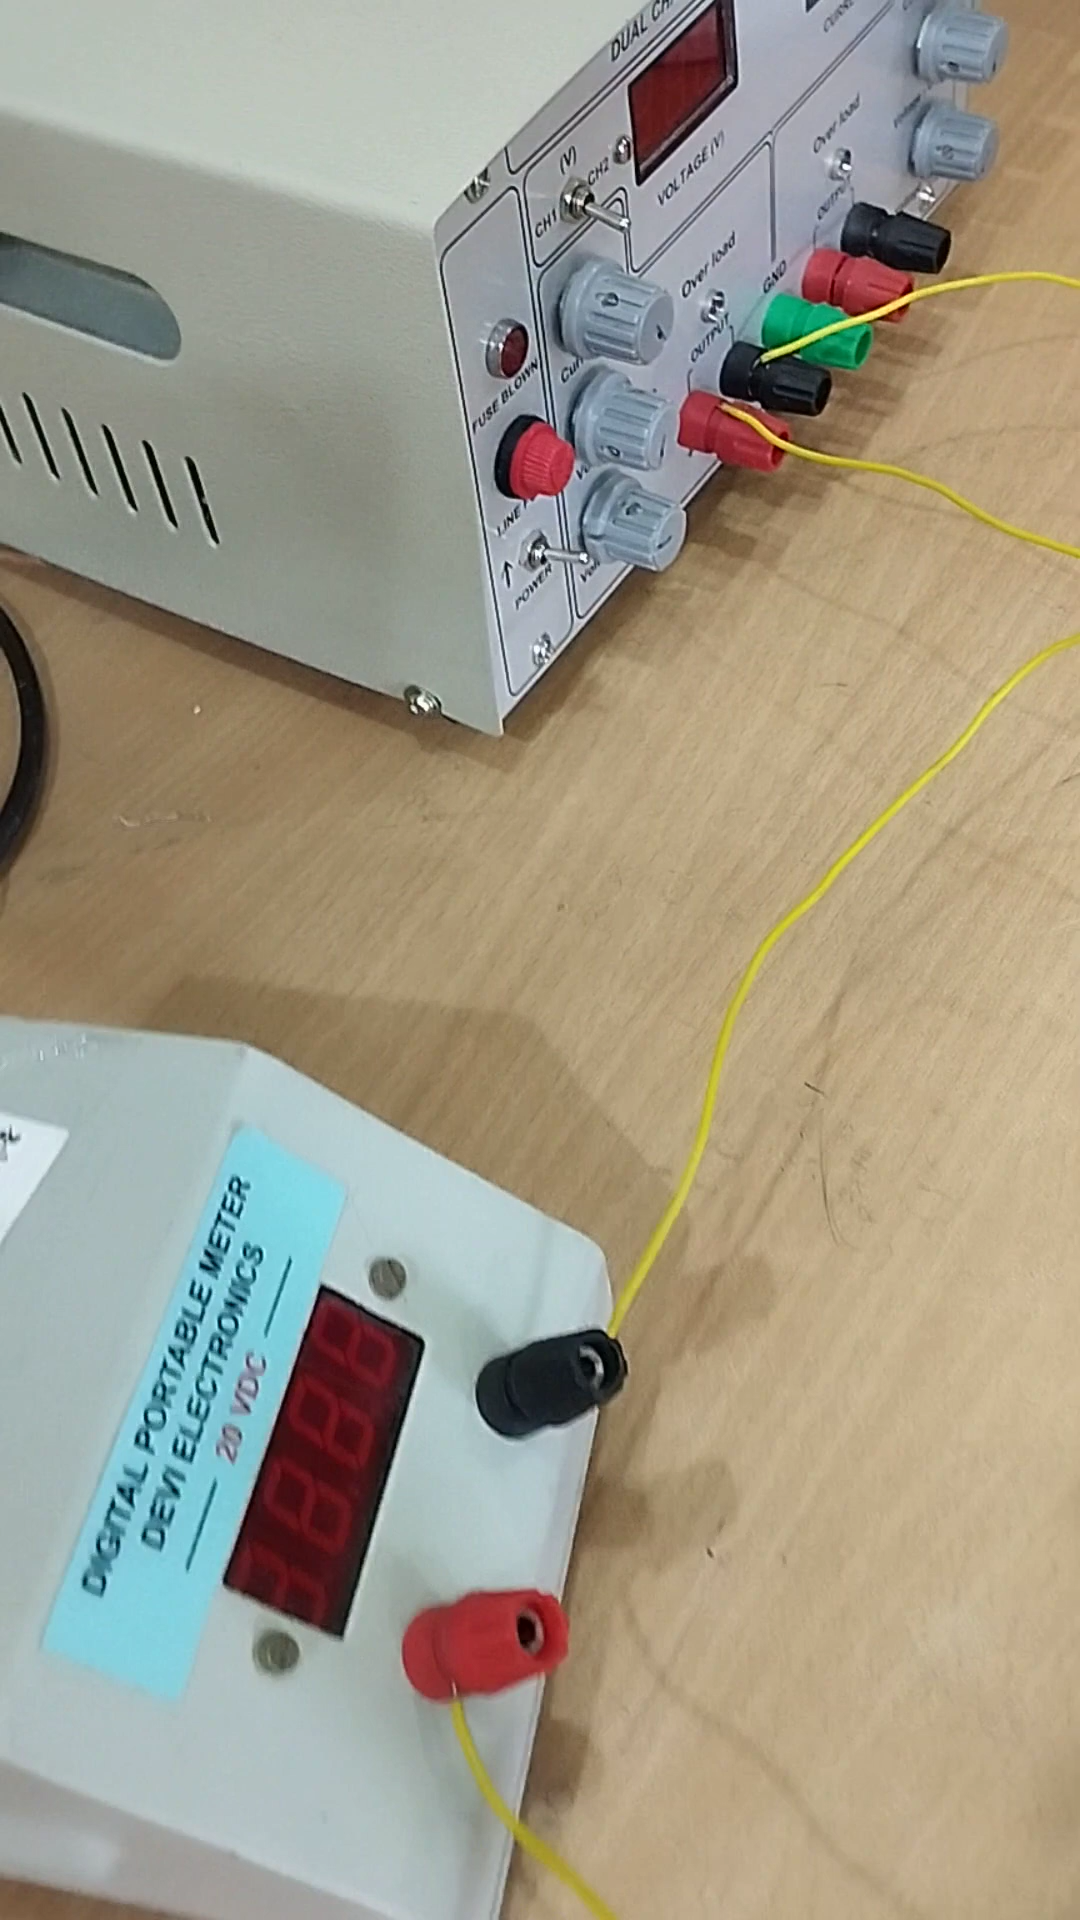 DUAL CH
(V)
CH1
CH2
VOLTAGE (V)
Over load
OUTPUT
GND
Over load
OUTPUT
FUSE BLOWN
LINE
POWER
DIGITAL PORTABLE METER
DEVI ELECTRONICS
20 VDC